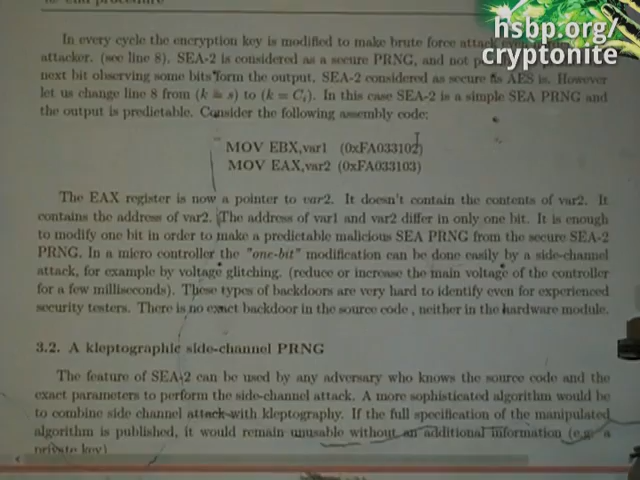 hsbp.org/
cryptonite
In every cycle the encryption key is modified to make brute force attack
attacker. (see line 8). SEA-2 is considered as a secure PRNG, and not
next bit observing some bits form the output, SEA-2 considered as secure as AES is. However
let us change line 8 from (k = s) to (k = Cᵢ). In this case SEA-2 is a simple SEA PRNG and
the output is predictable. Consider the following assembly code:
MOV EBX,var1 (0xFA033102)
MOV EAX,var2 (0xFA033103)
The EAX register is now a pointer to var2. It doesn't contain the contents of var2. It
contains the address of var2. The address of var1 and var2 differ in only one bit. It is enough
to modify one bit in order to make a predictable malicious SEA PRNG from the secure SEA-2
PRNG. In a micro controller the "one-bit" modification can be done easily by a side-channel
attack, for example by voltage glitching. (reduce or increase the main voltage of the controller
for a few milliseconds). These types of backdoors are very hard to identify even for experienced
security testers. There is no exact backdoor in the source code , neither in the hardware module.
3.2. A kleptographic side-channel PRNG
The feature of SEA-2 can be used by any adversary who knows the source code and the
exact parameters to perform the side-channel attack. A more sophisticated algorithm would be
to combine side channel attack with kleptography. If the full specification of the manipulated
algorithm is published, it would remain unusable without an additional information (e.g. a
private key)